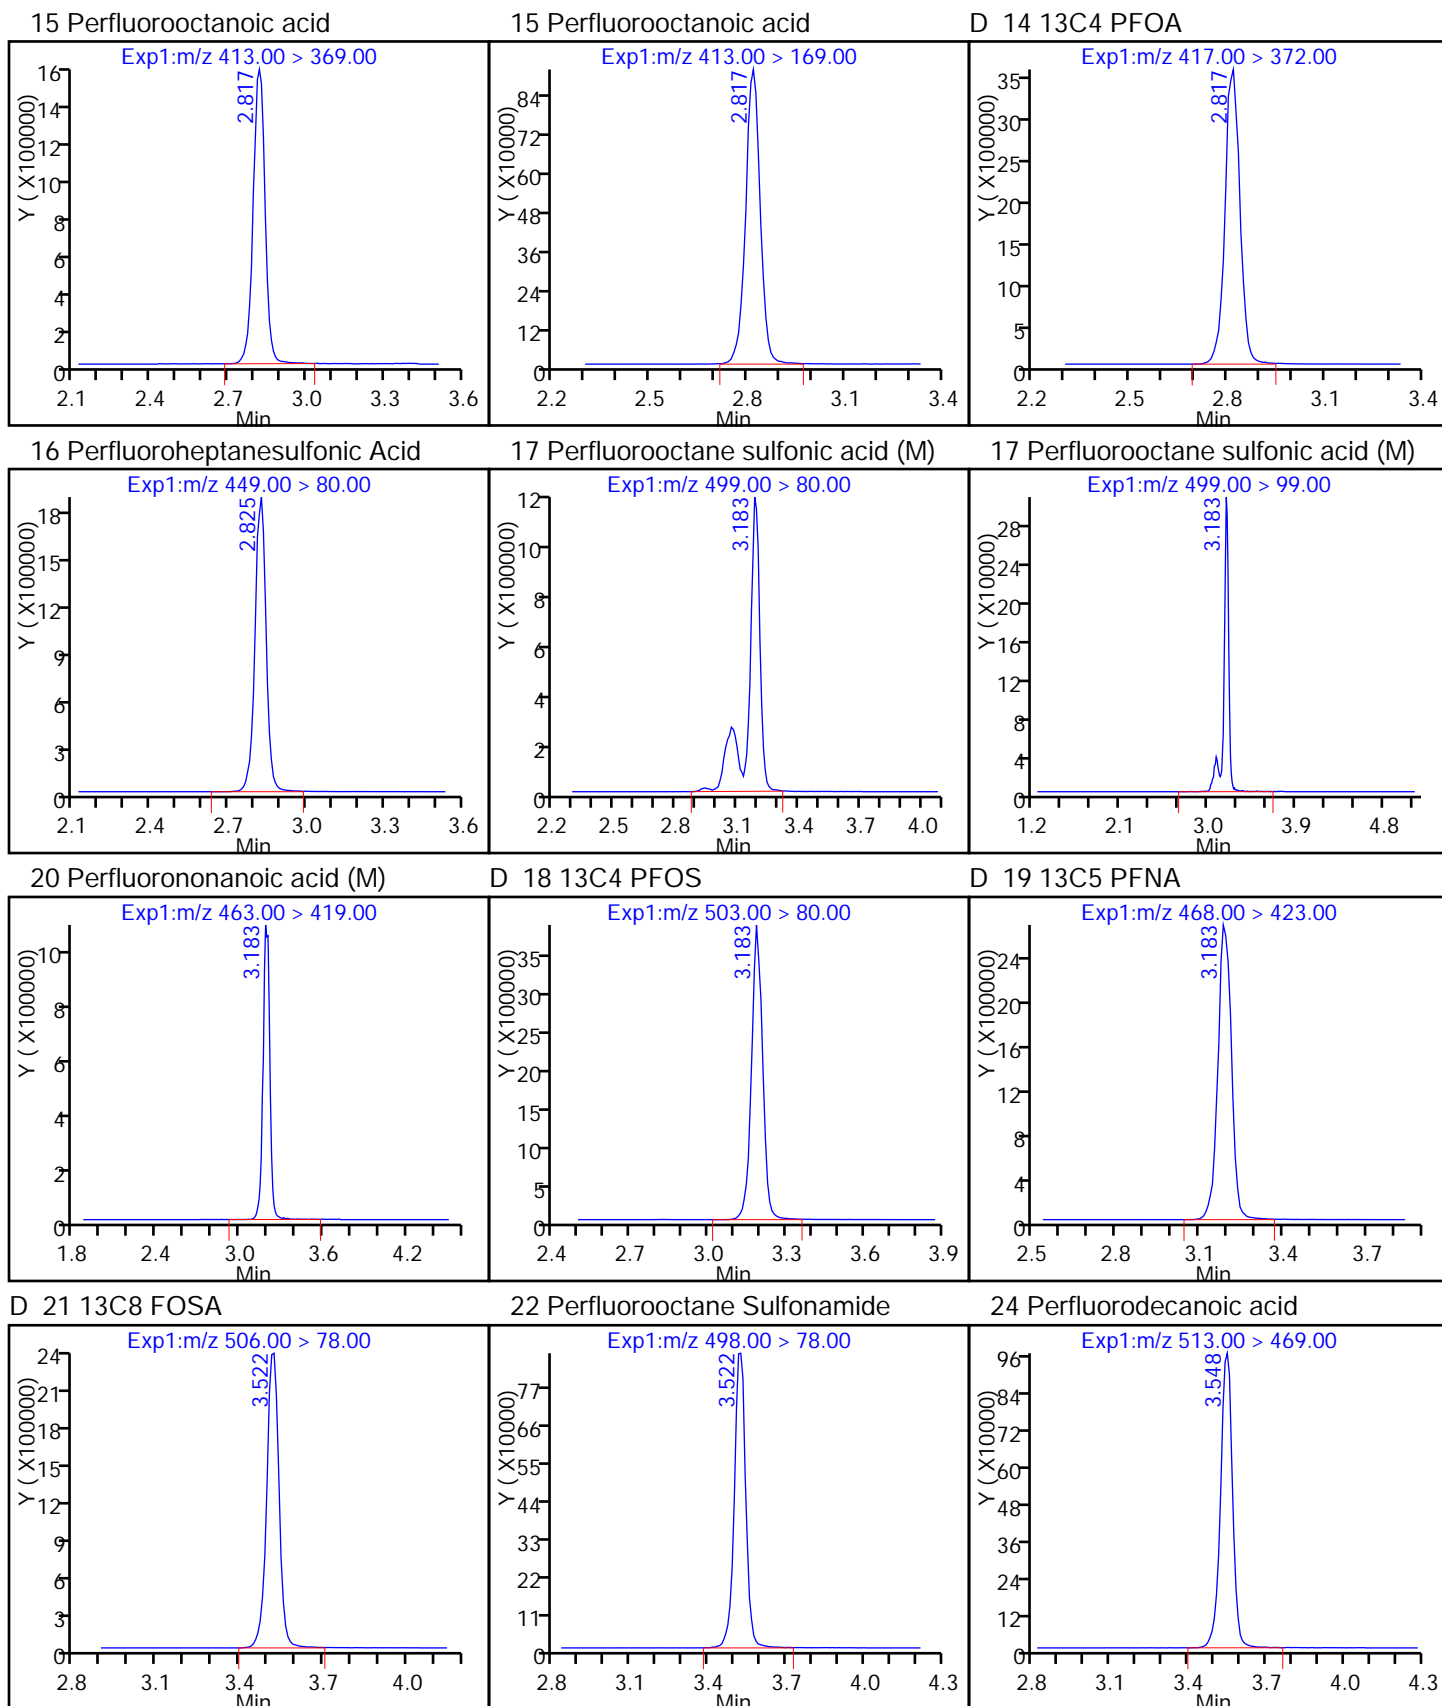 15 Perfluorooctanoic acid
Exp1:m/z 413.00 > 369.00
Y ( X100000)
16
14
12
10
8
6
4
2
0
2.817
2.1 2.4 2.7 3.0 3.3 3.6
Min
15 Perfluorooctanoic acid
Exp1:m/z 413.00 > 169.00
Y ( X10000)
84
72
60
48
36
24
12
0
2.817
2.2 2.5 2.8 3.1 3.4
Min
D 14 13C4 PFOA
Exp1:m/z 417.00 > 372.00
Y ( X100000)
35
30
25
20
15
10
5
0
2.817
2.2 2.5 2.8 3.1 3.4
Min
16 Perfluoroheptanesulfonic Acid
Exp1:m/z 449.00 > 80.00
Y ( X100000)
18
15
12
9
6
3
0
2.825
2.1 2.4 2.7 3.0 3.3 3.6
Min
17 Perfluorooctane sulfonic acid (M)
Exp1:m/z 499.00 > 80.00
Y ( X100000)
12
10
8
6
4
2
0
3.183
2.2 2.5 2.8 3.1 3.4 3.7 4.0
Min
17 Perfluorooctane sulfonic acid (M)
Exp1:m/z 499.00 > 99.00
Y ( X10000)
28
24
20
16
12
8
4
0
3.183
1.2 2.1 3.0 3.9 4.8
Min
20 Perfluorononanoic acid (M)
Exp1:m/z 463.00 > 419.00
Y ( X100000)
10
8
6
4
2
0
3.183
1.8 2.4 3.0 3.6 4.2
Min
D 18 13C4 PFOS
Exp1:m/z 503.00 > 80.00
Y ( X100000)
35
30
25
20
15
10
5
0
3.183
2.4 2.7 3.0 3.3 3.6 3.9
Min
D 19 13C5 PFNA
Exp1:m/z 468.00 > 423.00
Y ( X100000)
24
20
16
12
8
4
0
3.183
2.5 2.8 3.1 3.4 3.7
Min
D 21 13C8 FOSA
Exp1:m/z 506.00 > 78.00
Y ( X100000)
24
21
18
15
12
9
6
3
0
3.522
2.8 3.1 3.4 3.7 4.0
Min
22 Perfluorooctane Sulfonamide
Exp1:m/z 498.00 > 78.00
Y ( X10000)
77
66
55
44
33
22
11
0
3.522
2.8 3.1 3.4 3.7 4.0 4.3
Min
24 Perfluorodecanoic acid
Exp1:m/z 513.00 > 469.00
Y ( X10000)
96
84
72
60
48
36
24
12
0
3.548
2.8 3.1 3.4 3.7 4.0 4.3
Min